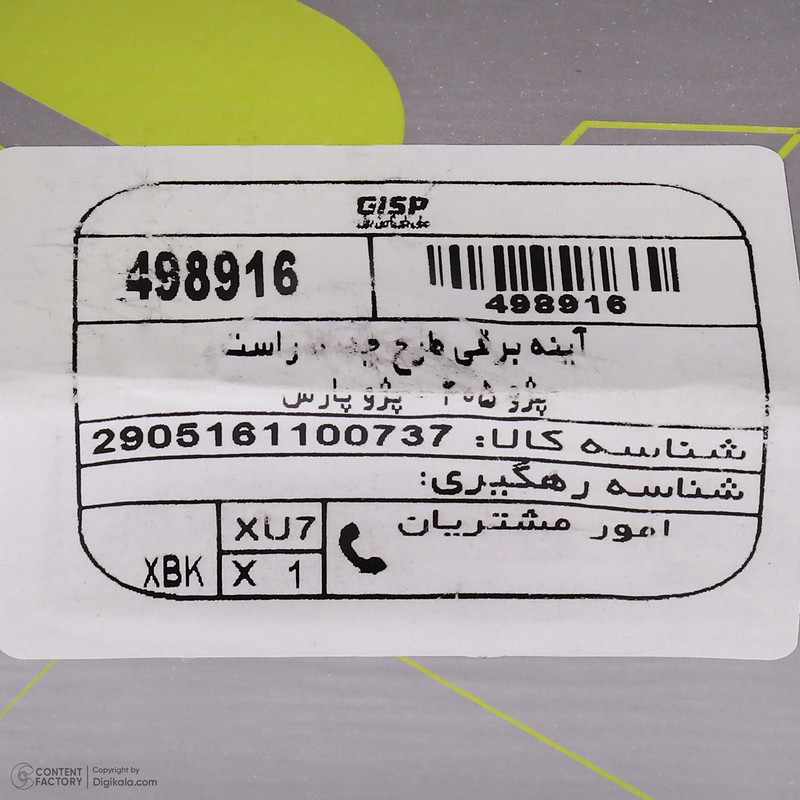 GISP
498916
498916
آینه برقی طرح جدید راست
پژو ۴۰۵ - پژو پارس
شناسه کالا: 2905161100737
شناسه رهگیری:
امور مشتریان
XU7
XBK
X 1
CONTENT FACTORY
Copyright by
Digikala.com